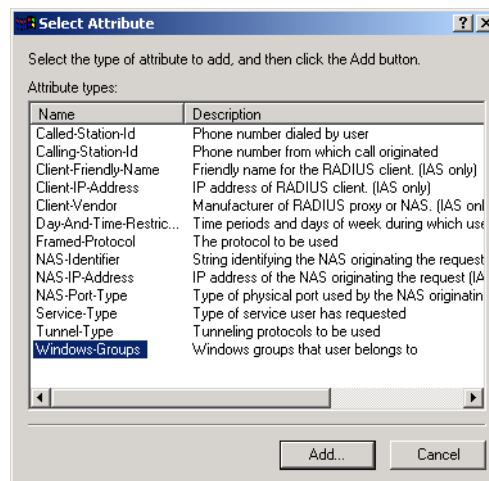 Select Attribute
Select the type of attribute to add, and then click the Add button.
Attribute types:
Name Description
Called-Station-Id Phone number dialed by user
Calling-Station-Id Phone number from which call originated
Client-Friendly-Name Friendly name for the RADIUS client. (IAS only)
Client-IP-Address IP address of RADIUS client. (IAS only)
Client-Vendor Manufacturer of RADIUS proxy or NAS. (IAS onl
Day-And-Time-Restric... Time periods and days of week during which use
Framed-Protocol The protocol to be used
NAS-Identifier String identifying the NAS originating the request
NAS-IP-Address IP address of the NAS originating the request (IA
NAS-Port-Type Type of physical port used by the NAS originatin
Service-Type Type of service user has requested
Tunnel-Type Tunneling protocols to be used
Windows-Groups Windows groups that user belongs to
Add... Cancel